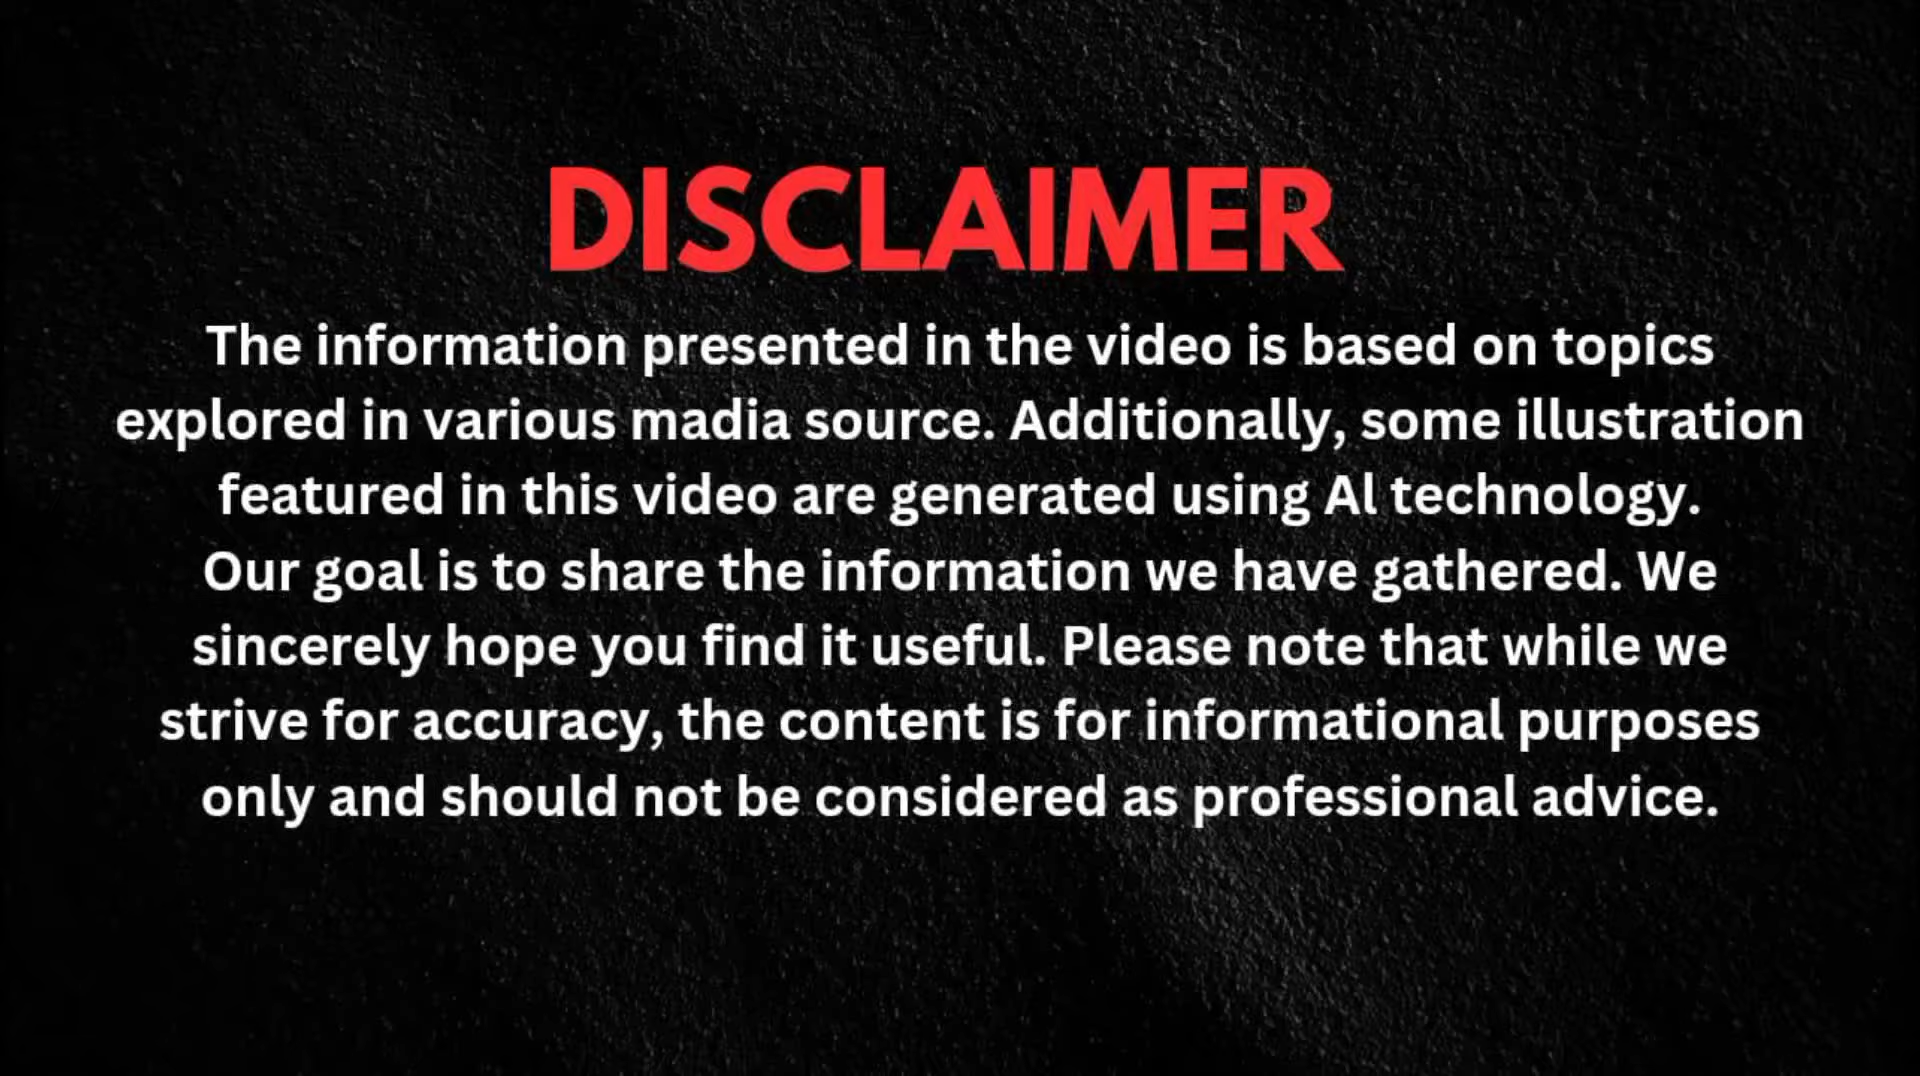 DISCLAIMER
The information presented in the video is based on topics
explored in various madia source. Additionally, some illustration
featured in this video are generated using Al technology.
Our goal is to share the information we have gathered. We
sincerely hope you find it useful. Please note that while we
strive for accuracy, the content is for informational purposes
only and should not be considered as professional advice.